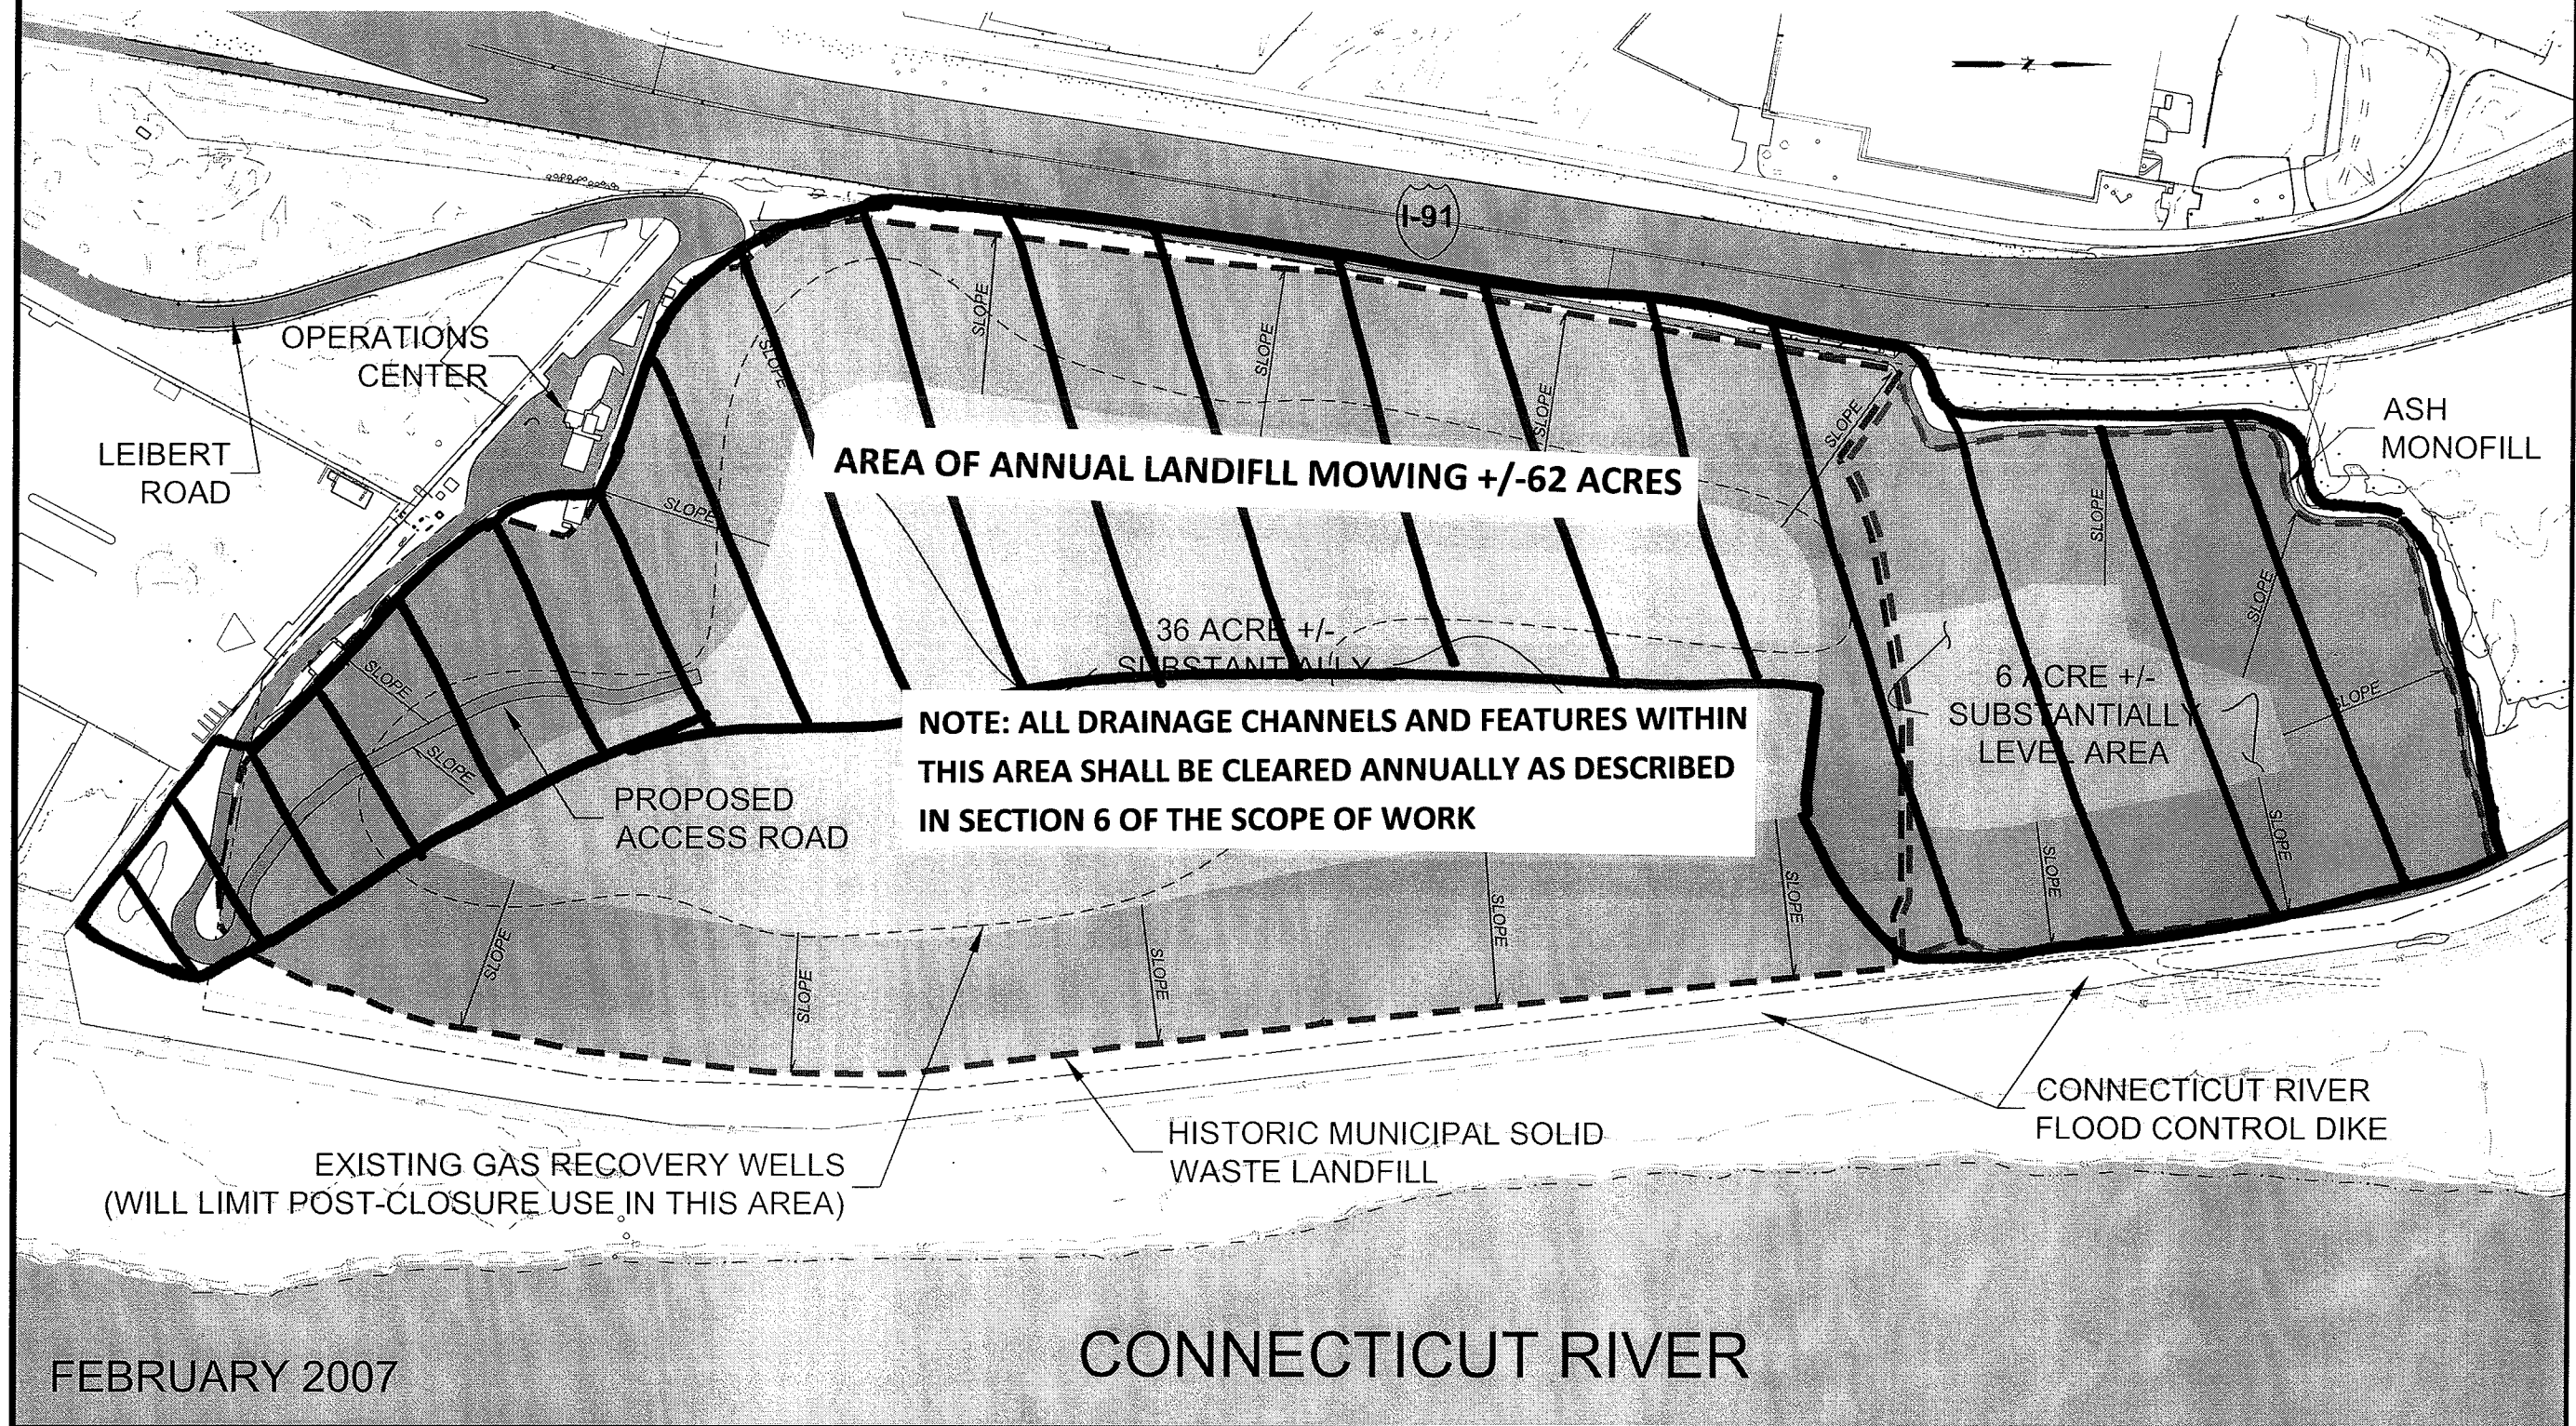 N
I-91
OPERATIONS
CENTER
LEIBERT
ROAD
ASH
MONOFILL
SLOPE
SLOPE
SLOPE
SLOPE
SLOPE
SLOPE
SLOPE
SLOPE
AREA OF ANNUAL LANDIFLL MOWING +/-62 ACRES
36 ACRE +/-
SUBSTANTIALLY
SLOPE
SLOPE
SLOPE
6 ACRE +/-
SUBSTANTIALLY
LEVEL AREA
NOTE: ALL DRAINAGE CHANNELS AND FEATURES WITHIN
THIS AREA SHALL BE CLEARED ANNUALLY AS DESCRIBED
IN SECTION 6 OF THE SCOPE OF WORK
PROPOSED
ACCESS ROAD
SLOPE
SLOPE
SLOPE
SLOPE
SLOPE
SLOPE
SLOPE
CONNECTICUT RIVER
FLOOD CONTROL DIKE
HISTORIC MUNICIPAL SOLID
WASTE LANDFILL
EXISTING GAS RECOVERY WELLS
(WILL LIMIT POST-CLOSURE USE IN THIS AREA)
CONNECTICUT RIVER
FEBRUARY 2007